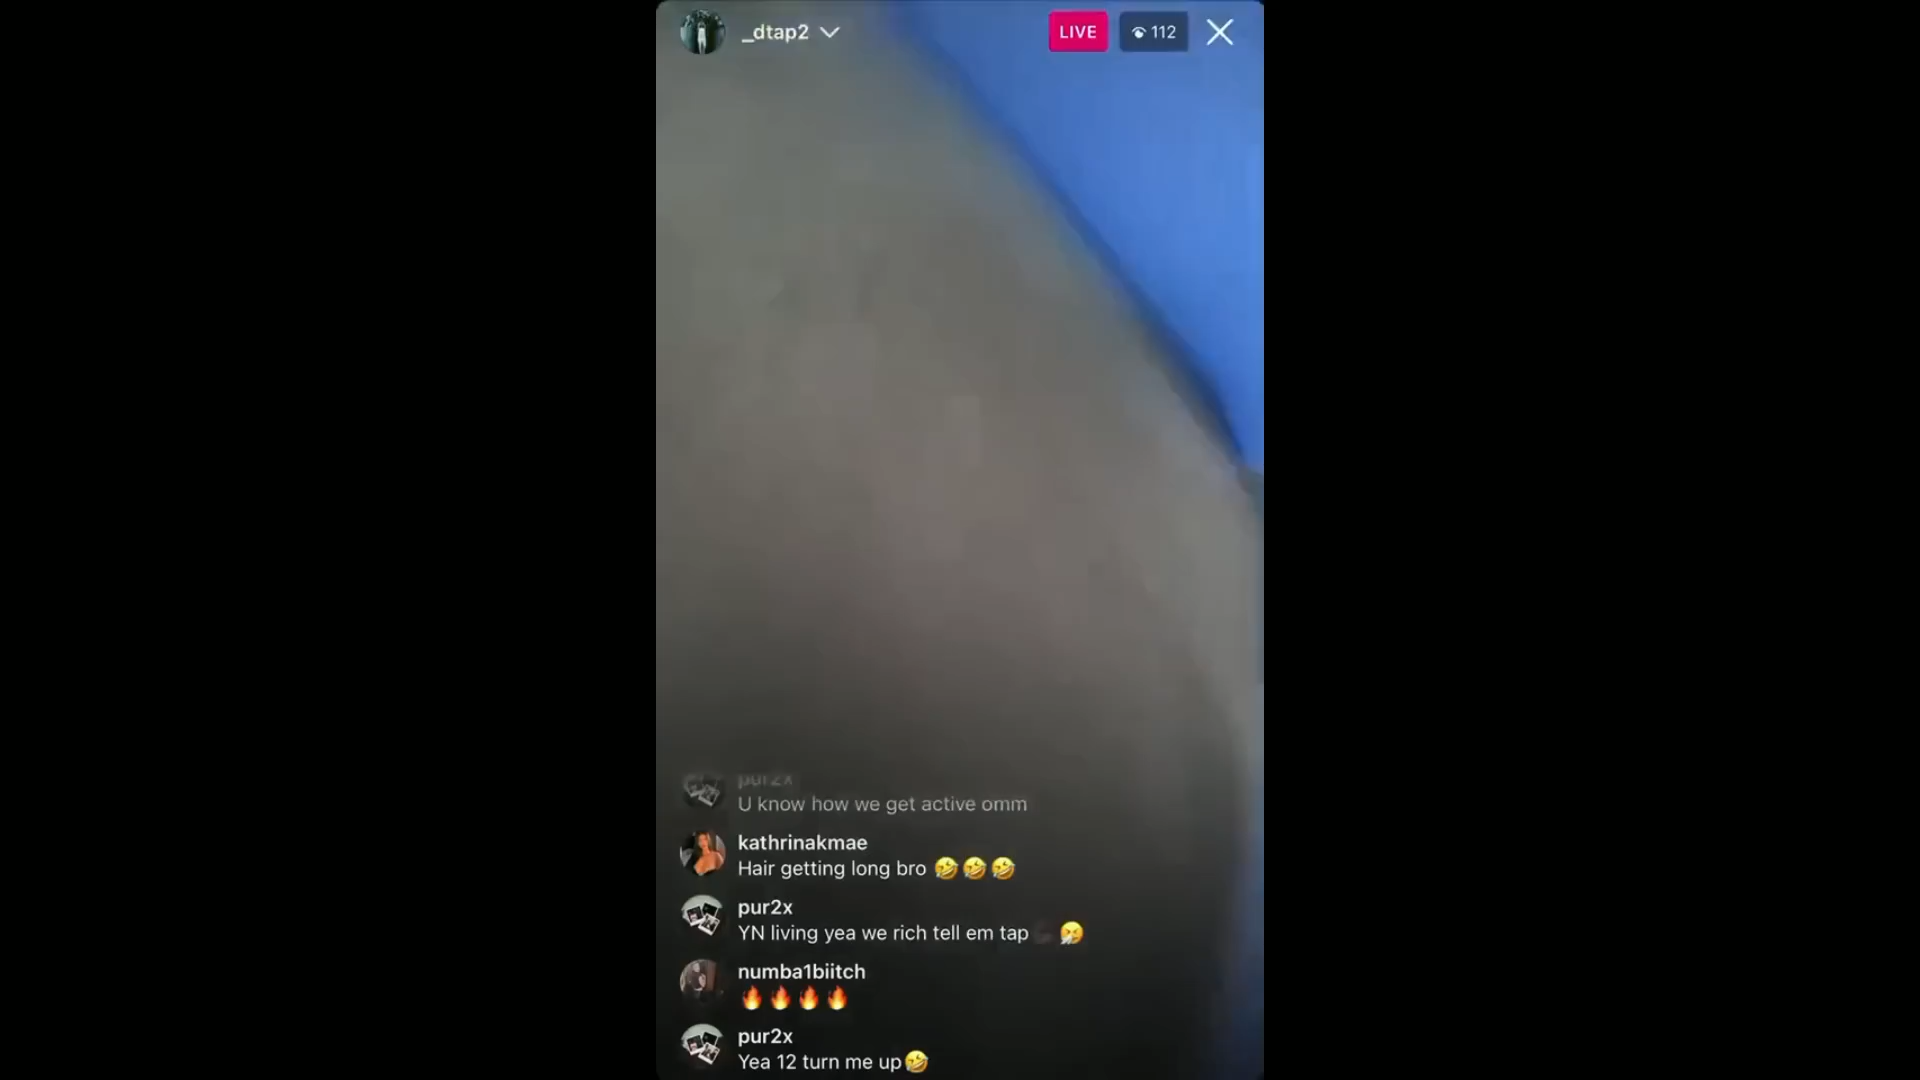 _dtap2
LIVE
112
pur2x
U know how we get active omm
kathrinakmae
Hair getting long bro 🤣🤣🤣
pur2x
YN living yea we rich tell em tap
numba1biitch
🔥🔥🔥🔥
pur2x
Yea 12 turn me up🤣